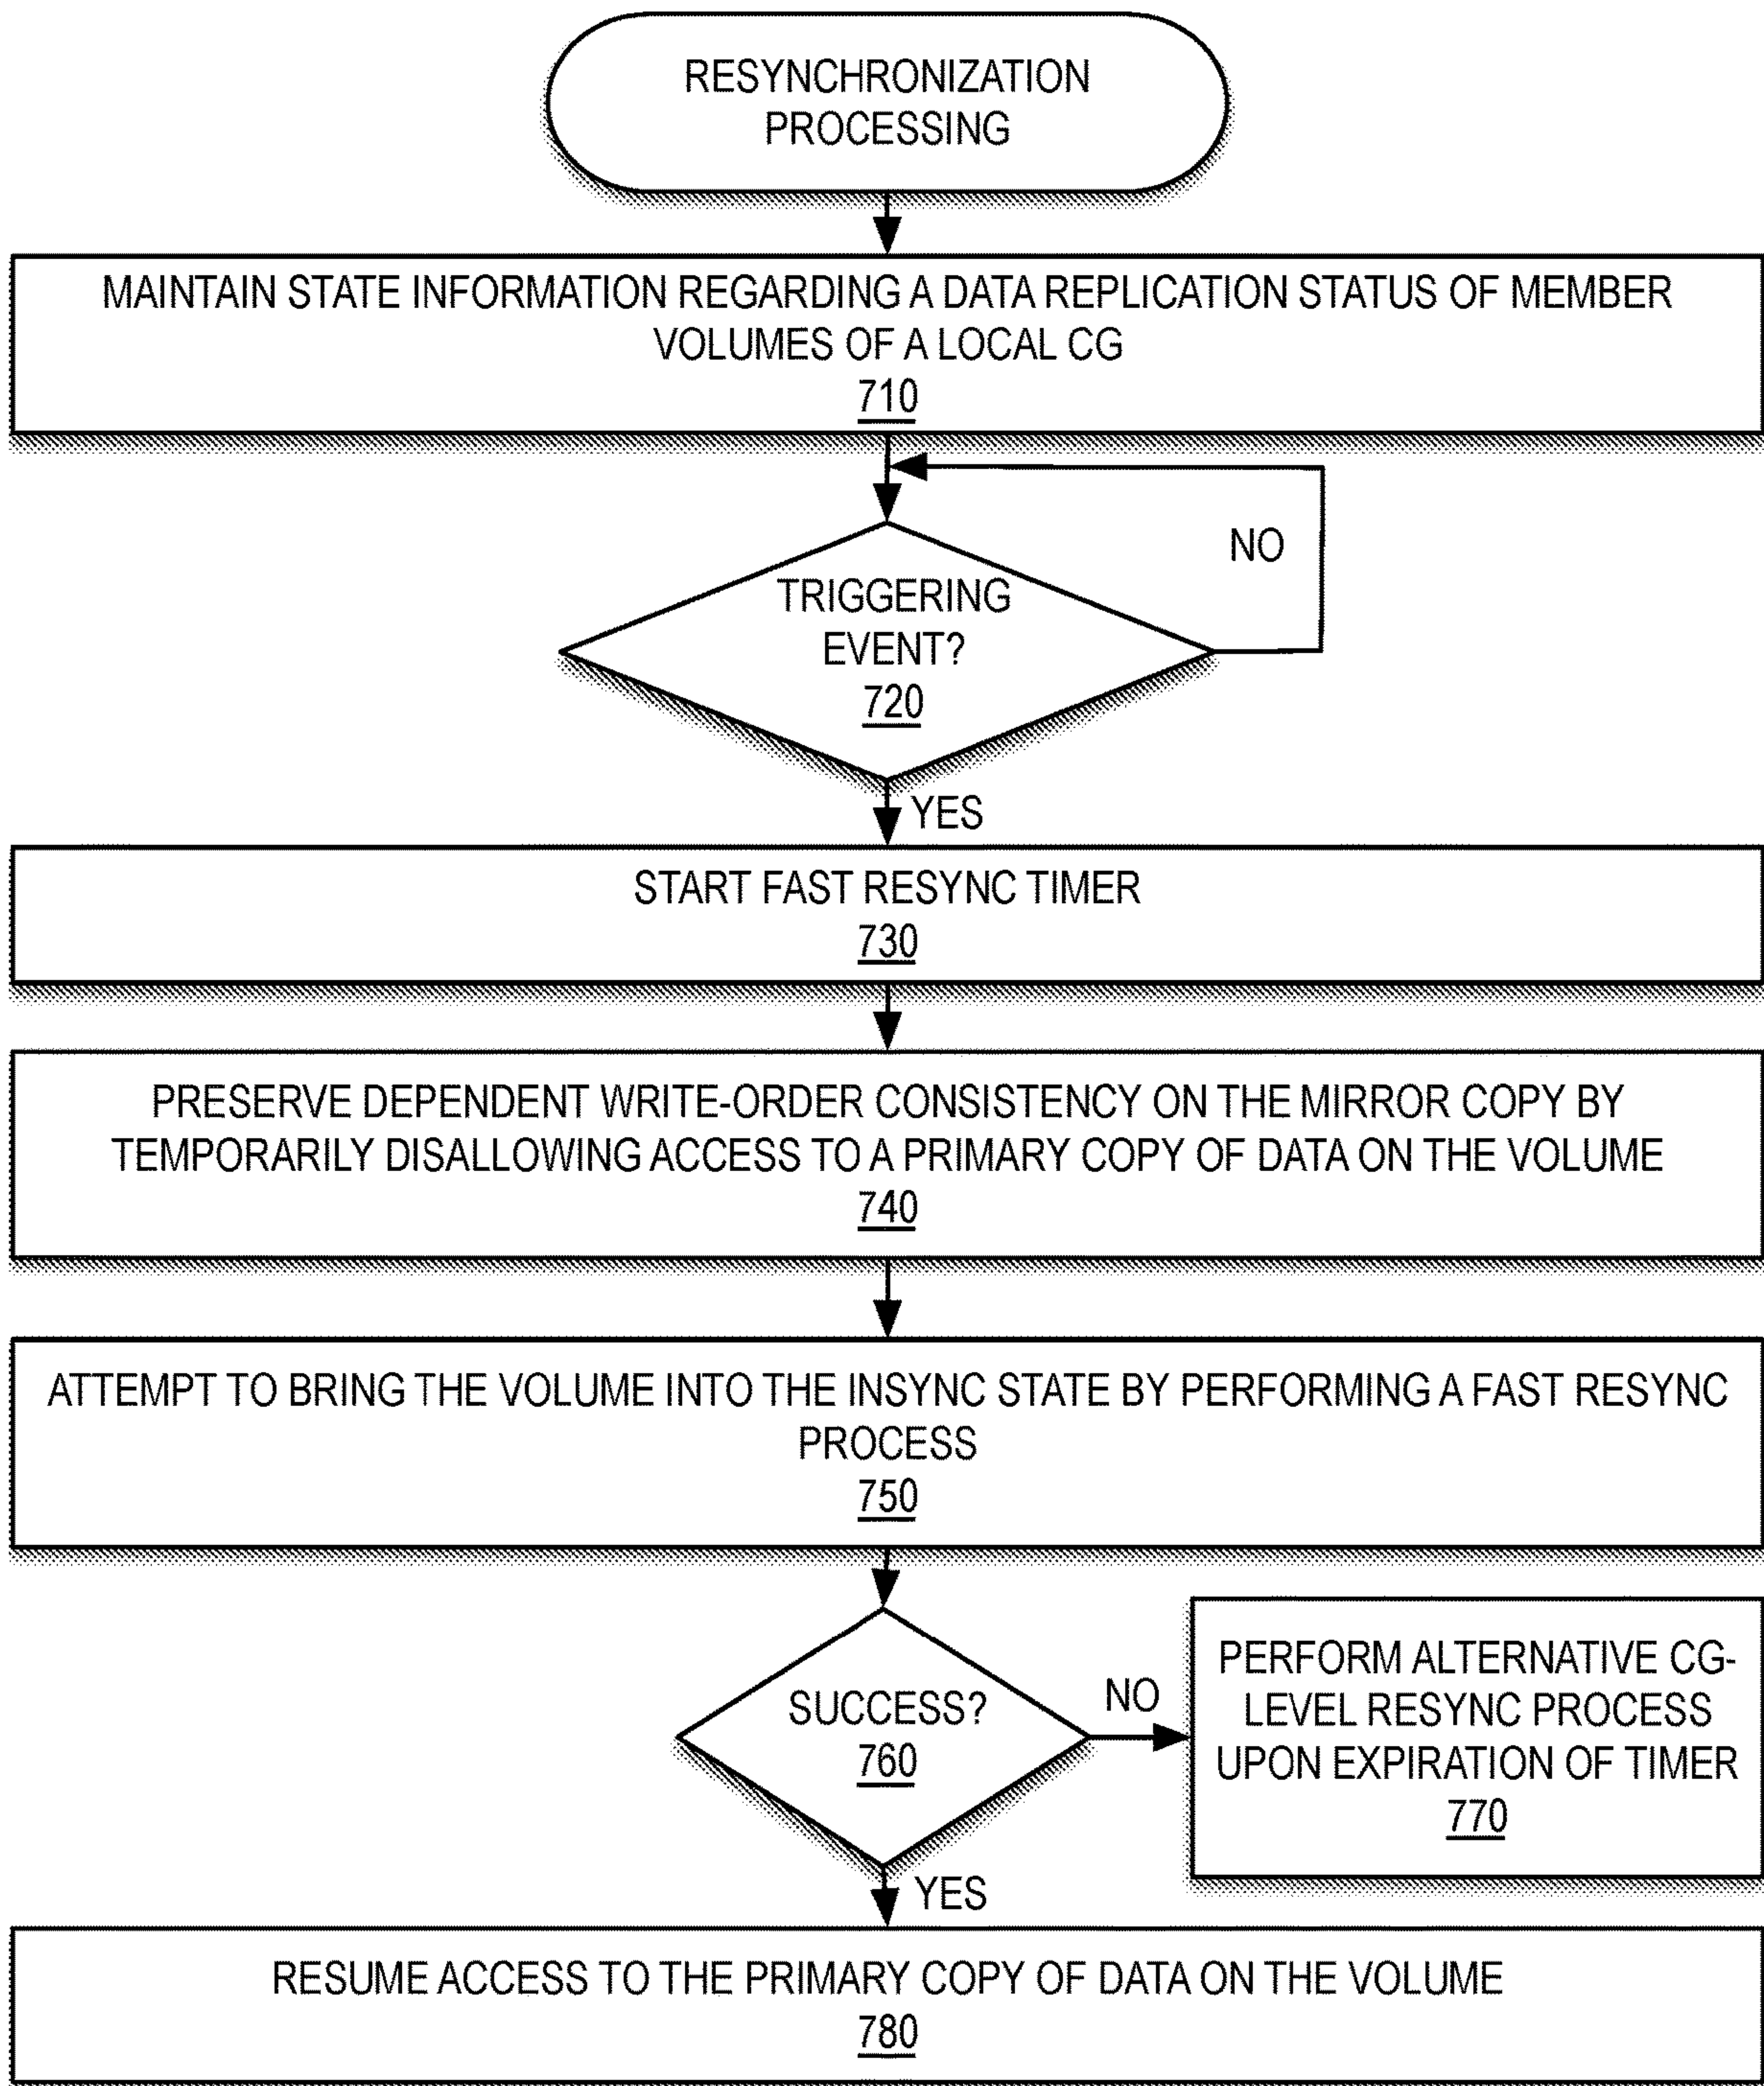 RESYNCHRONIZATION
PROCESSING
MAINTAIN STATE INFORMATION REGARDING A DATA REPLICATION STATUS OF MEMBER
VOLUMES OF A LOCAL CG
710
NO
TRIGGERING
EVENT?
720
YES
START FAST RESYNC TIMER
730
PRESERVE DEPENDENT WRITE-ORDER CONSISTENCY ON THE MIRROR COPY BY
TEMPORARILY DISALLOWING ACCESS TO A PRIMARY COPY OF DATA ON THE VOLUME
740
ATTEMPT TO BRING THE VOLUME INTO THE INSYNC STATE BY PERFORMING A FAST RESYNC
PROCESS
750
SUCCESS?
760
NO
PERFORM ALTERNATIVE CG-
LEVEL RESYNC PROCESS
UPON EXPIRATION OF TIMER
770
YES
RESUME ACCESS TO THE PRIMARY COPY OF DATA ON THE VOLUME
780